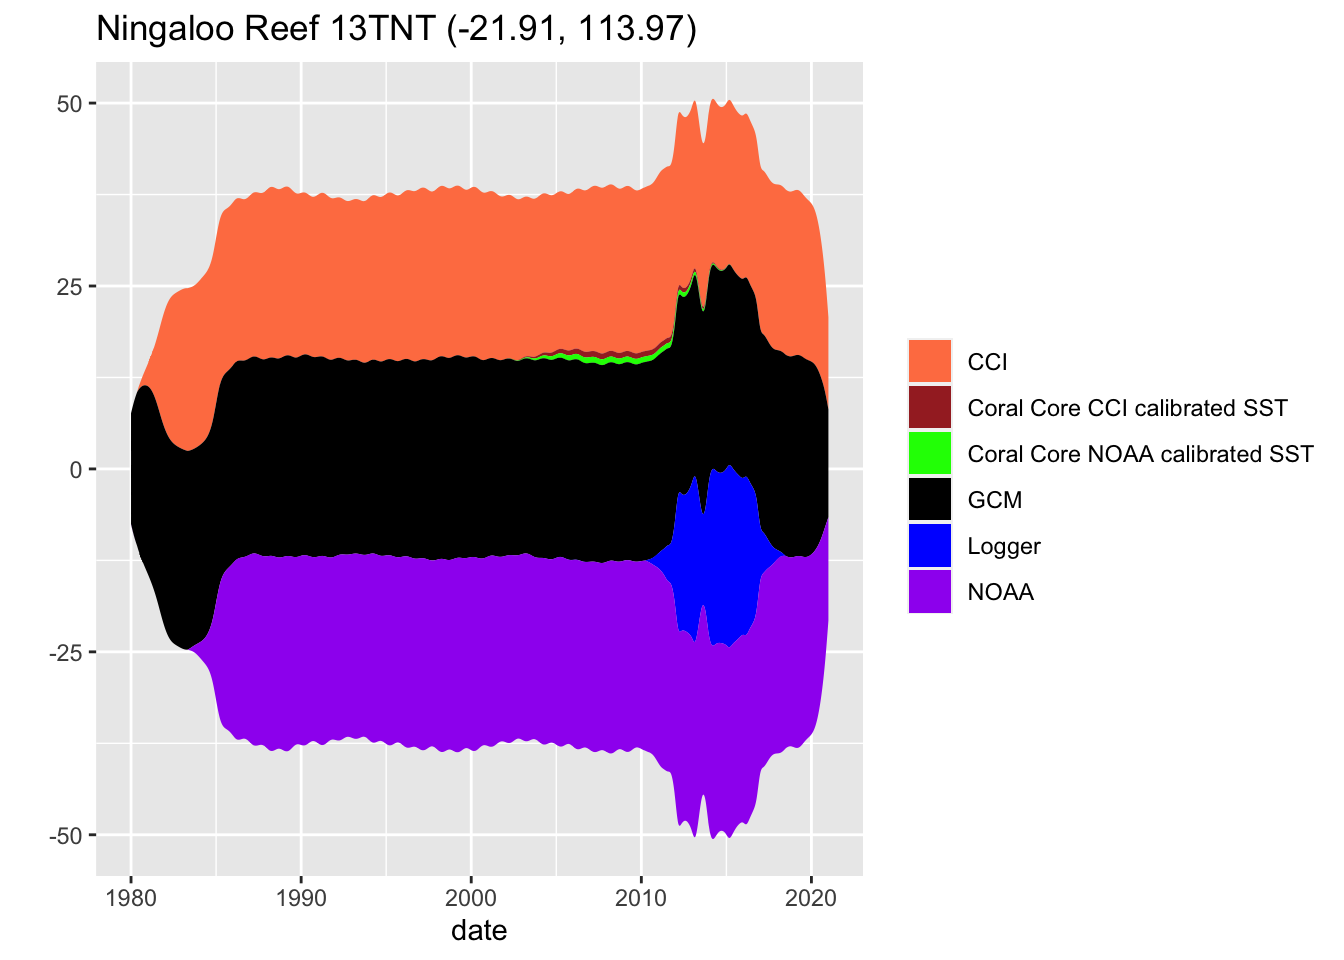 Ningaloo Reef 13TNT (-21.91, 113.97)
50
25
0
-25
-50
1980 1990 2000 2010 2020
date
CCI
Coral Core CCI calibrated SST
Coral Core NOAA calibrated SST
GCM
Logger
NOAA